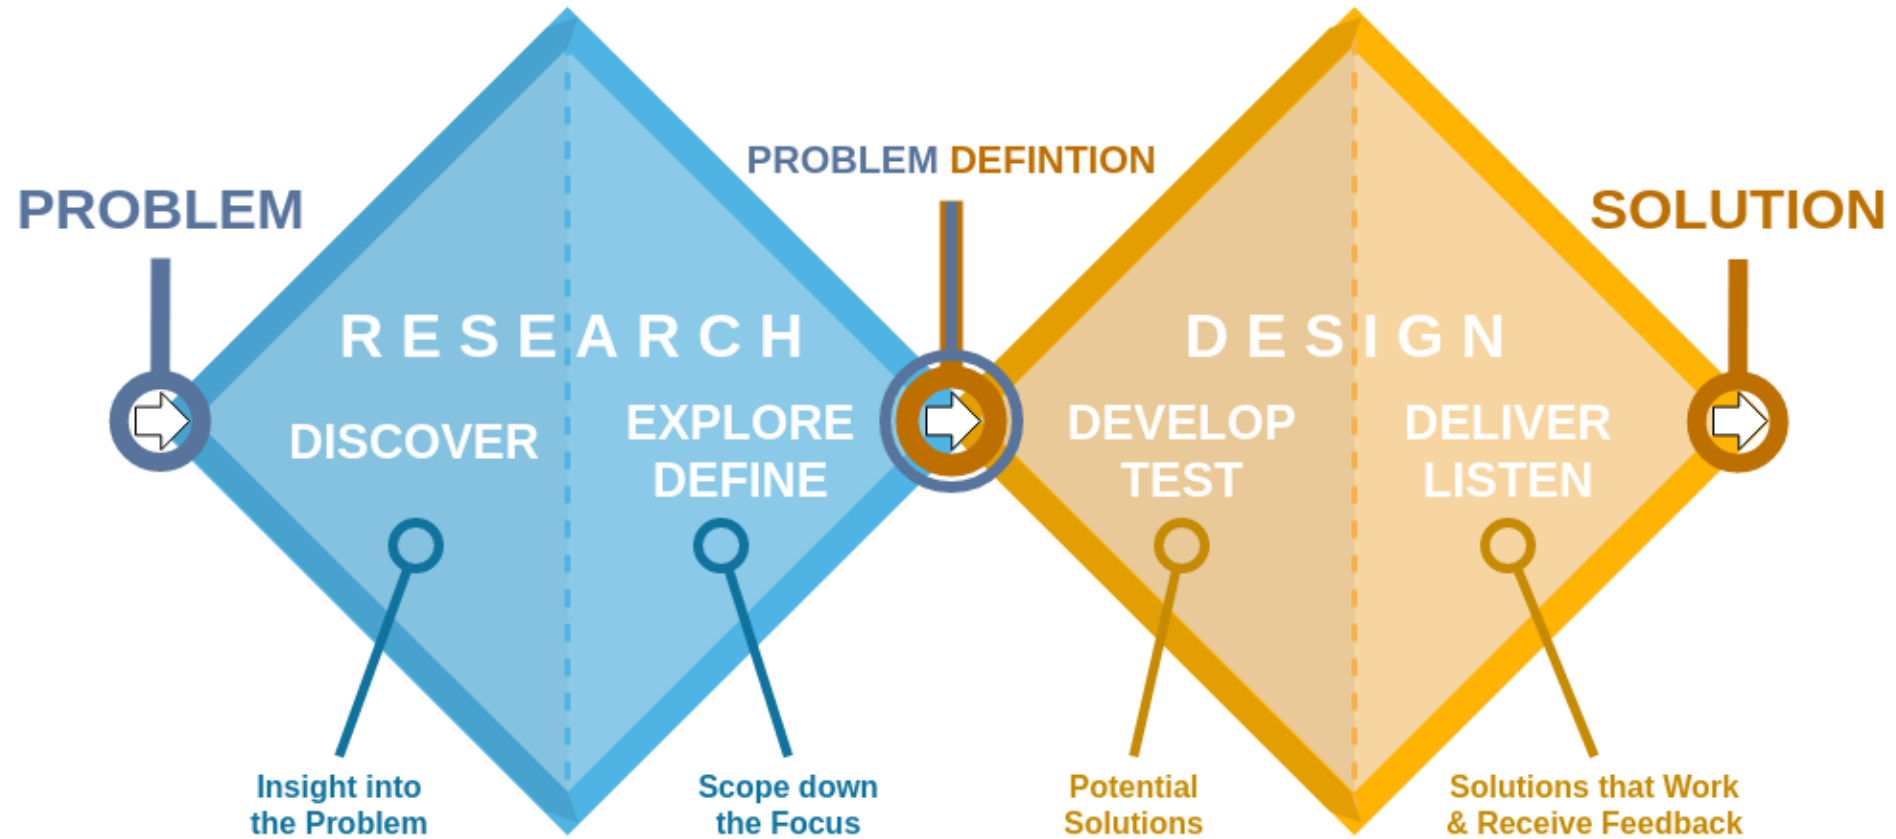 PROBLEM
PROBLEM DEFINTION
SOLUTION
RESEARCH
DISCOVER
EXPLORE
DEFINE
DESIGN
DEVELOP
TEST
DELIVER
LISTEN
Insight into
the Problem
Scope down
the Focus
Potential
Solutions
Solutions that Work
& Receive Feedback